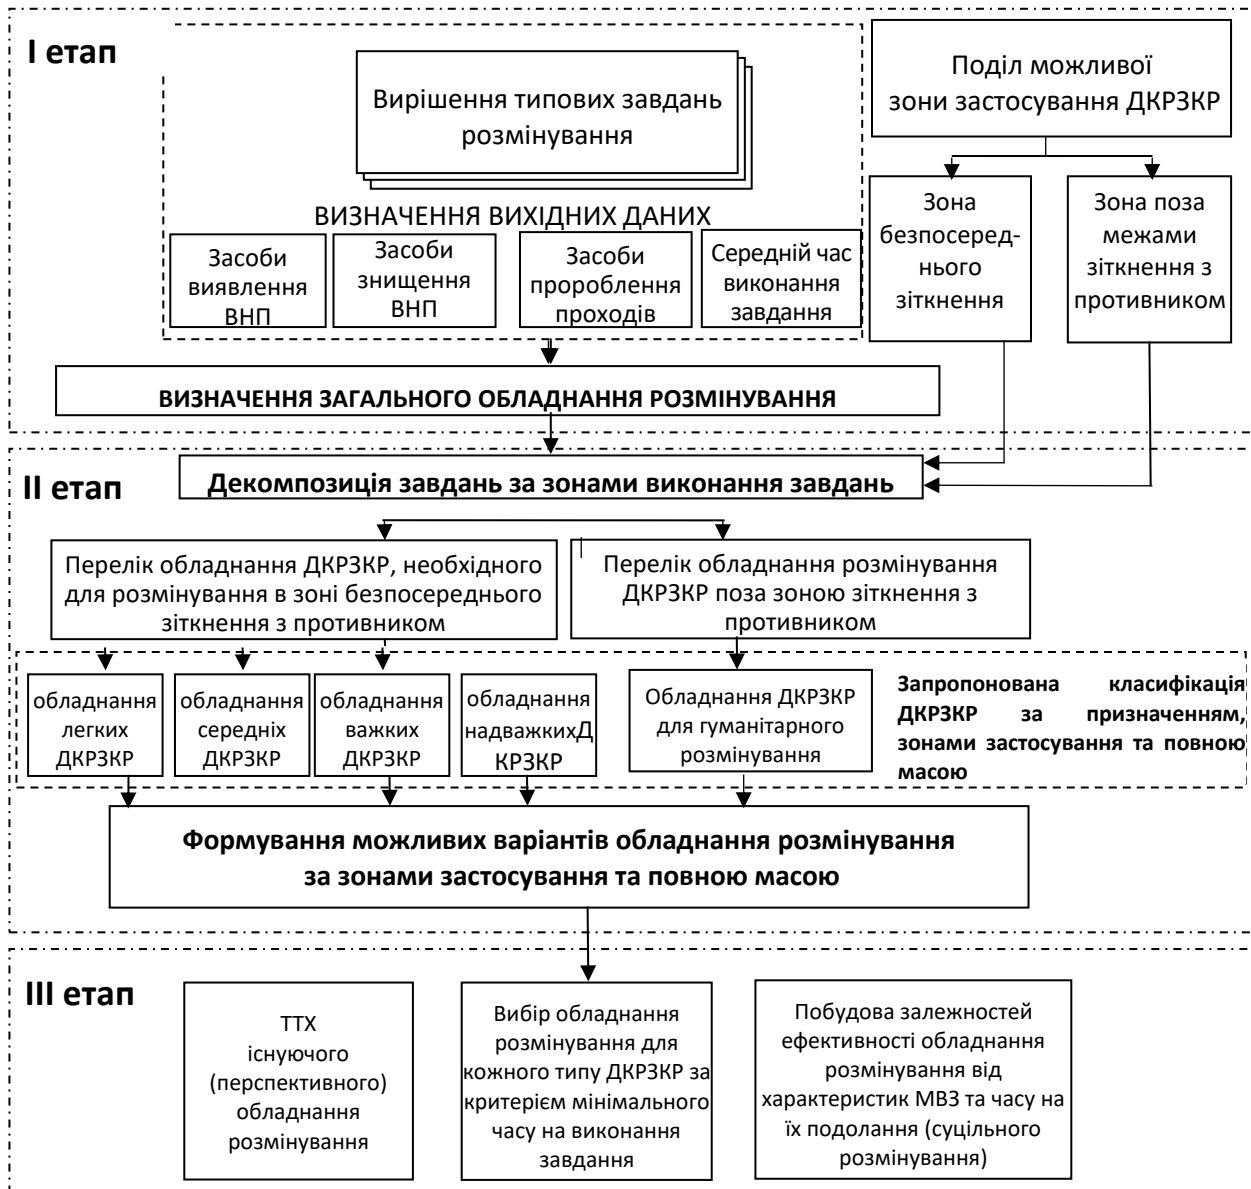 І етап
Вирішення типових завдань
розмінування
Поділ можливої
зони застосування ДКРЗКР
ВИЗНАЧЕННЯ ВИХІДНИХ ДАНИХ
Засоби
виявлення
ВНП
Засоби
знищення
ВНП
Засоби
пророблення
проходів
Середній час
виконання
завдання
Зона
безпосеред-
нього
зіткнення
Зона поза
межами
зіткнення з
противником
ВИЗНАЧЕННЯ ЗАГАЛЬНОГО ОБЛАДНАННЯ РОЗМІНУВАННЯ
ІІ етап
Декомпозиція завдань за зонами виконання завдань
Перелік обладнання ДКРЗКР, необхідного
для розмінування в зоні безпосереднього
зіткнення з противником
Перелік обладнання розмінування
ДКРЗКР поза зоною зіткнення з
противником
обладнання
легких
ДКРЗКР
обладнання
середніх
ДКРЗКР
обладнання
важких
ДКРЗКР
обладнання
надважкихД
КРЗКР
Обладнання ДКРЗКР
для гуманітарного
розмінування
Запропонована класифікація
ДКРЗКР за призначенням,
зонами застосування та повною
масою
Формування можливих варіантів обладнання розмінування
за зонами застосування та повною масою
ІІІ етап
ТТХ
існуючого
(перспективного)
обладнання
розмінування
Вибір обладнання
розмінування для
кожного типу ДКРЗКР за
критерієм мінімального
часу на виконання
завдання
Побудова залежностей
ефективності обладнання
розмінування від
характеристик МВЗ та часу на
їх подолання (суцільного
розмінування)